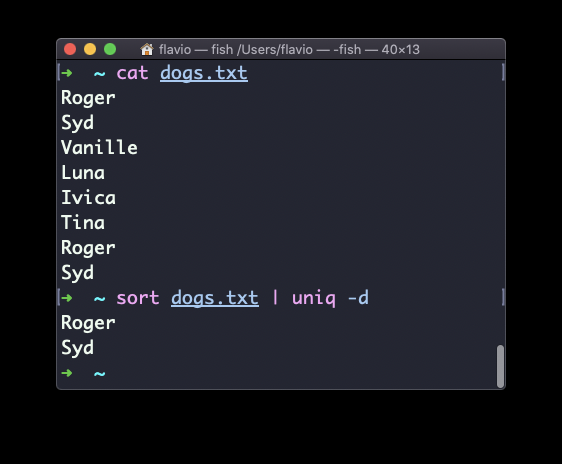 flavio — fish /Users/flavio — -fish — 40×13
➜ ~ cat dogs.txt
Roger
Syd
Vanille
Luna
Ivica
Tina
Roger
Syd
➜ ~ sort dogs.txt | uniq -d
Roger
Syd
➜ ~